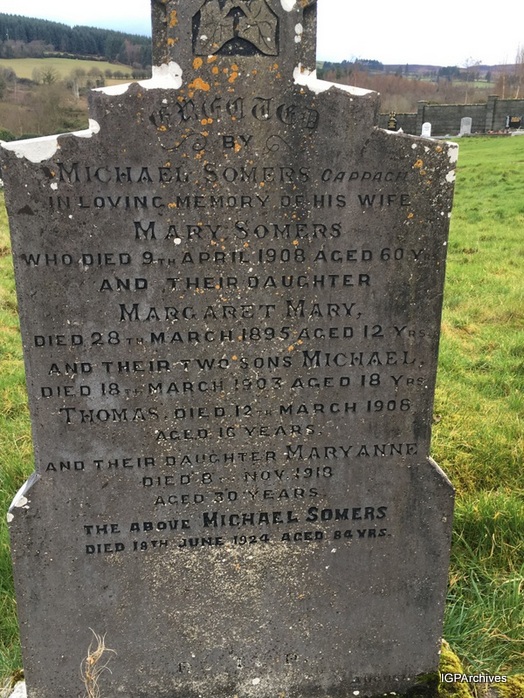 ERECTED
BY
MICHAEL SOMERS CAPPAGH
IN LOVING MEMORY OF HIS WIFE
MARY SOMERS
WHO DIED 9TH APRIL 1908 AGED 60 YRS
AND THEIR DAUGHTER
MARGARET MARY,
DIED 28TH MARCH 1895 AGED 12 YRS.
AND THEIR TWO SONS MICHAEL,
DIED 18TH MARCH 1903 AGED 18 YRS.
THOMAS, DIED 12TH MARCH 1906
AGED 16 YEARS.
AND THEIR DAUGHTER MARYANNE
DIED 8TH NOV. 1913
AGED 30 YEARS.
THE ABOVE MICHAEL SOMERS
DIED 18TH JUNE 1924 AGED 84 YRS.
IGPArchives